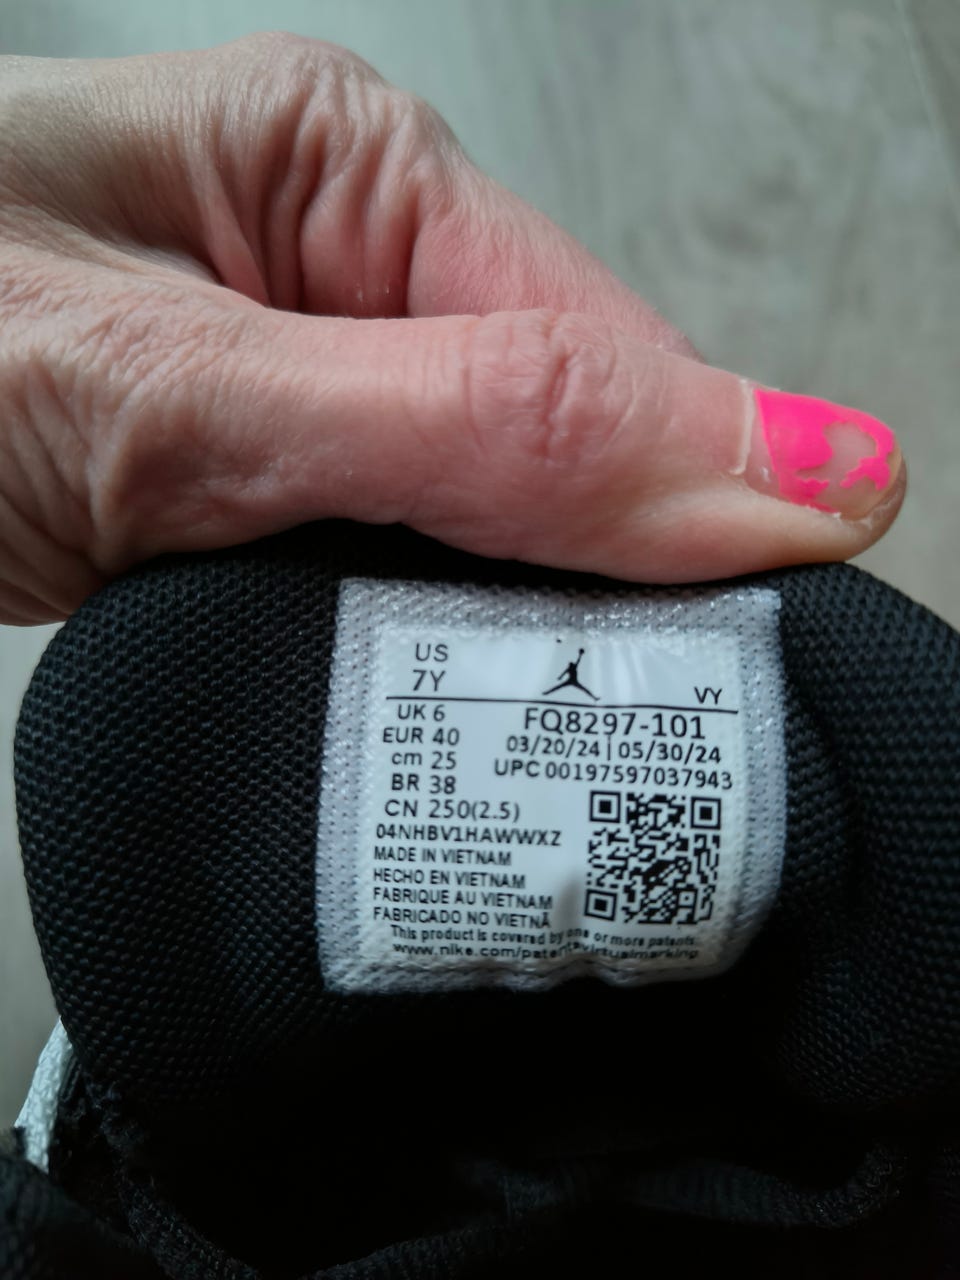 US
7Y
VY
UK 6
FQ8297-101
EUR 40
03/20/24 | 05/30/24
cm 25
UPC 00197597037943
BR 38
CN 250(2.5)
04NHBV1HAWWXZ
MADE IN VIETNAM
HECHO EN VIETNAM
FABRIQUE AU VIETNAM
FABRICADO NO VIETNÃ
This product is covered by one or more patents.
www.nike.com/patentsvirtualmarking